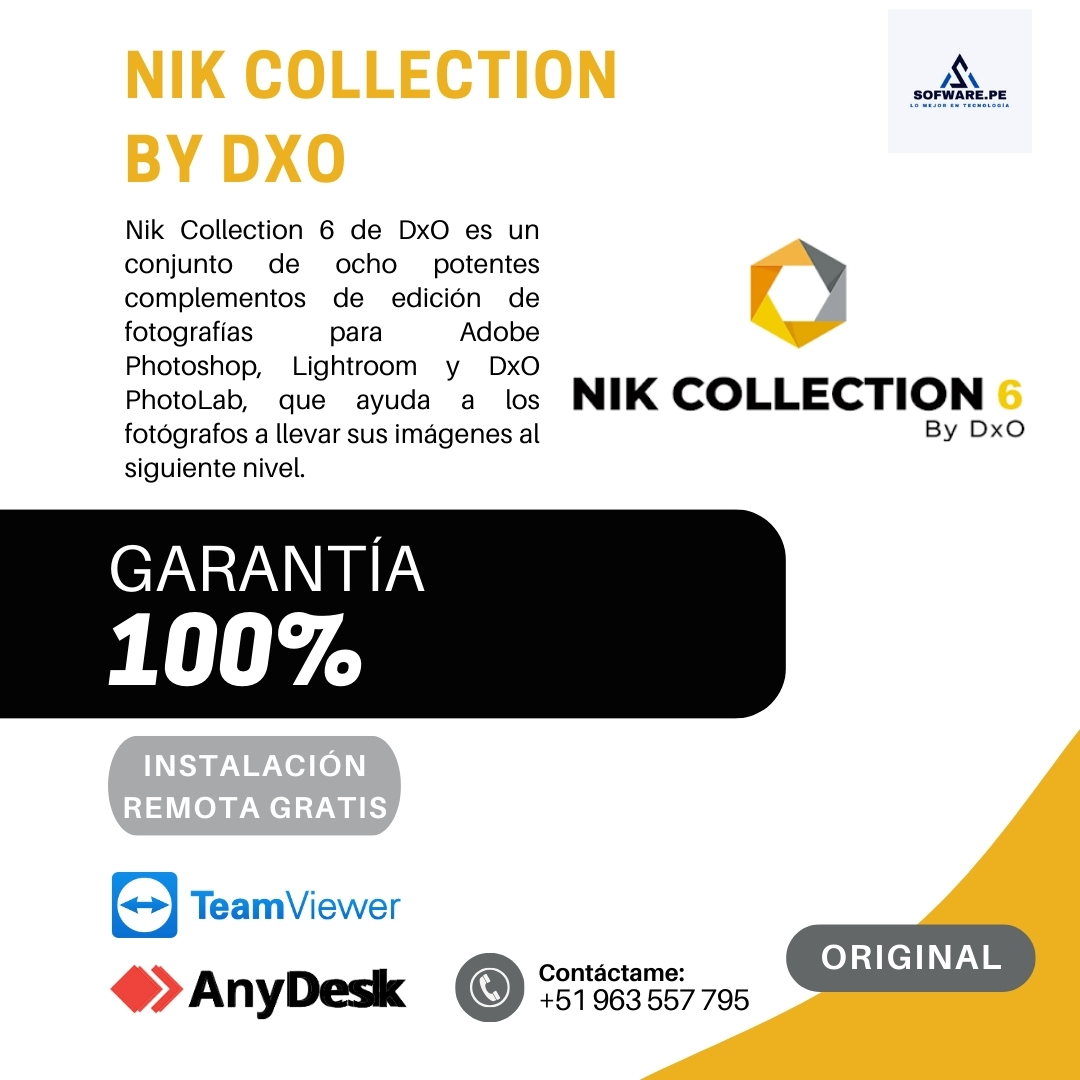 NIK COLLECTION
BY DXO
SOFWARE.PE
LO MEJOR EN TECNOLOGÍA
Nik Collection 6 de DxO es un
conjunto de ocho potentes
complementos de edición de
fotografías para Adobe
Photoshop, Lightroom y DxO
PhotoLab, que ayuda a los
fotógrafos a llevar sus imágenes al
siguiente nivel.
NIK COLLECTION 6
By DxO
GARANTÍA
100%
INSTALACIÓN
REMOTA GRATIS
TeamViewer
AnyDesk
Contáctame:
+51 963 557 795
ORIGINAL